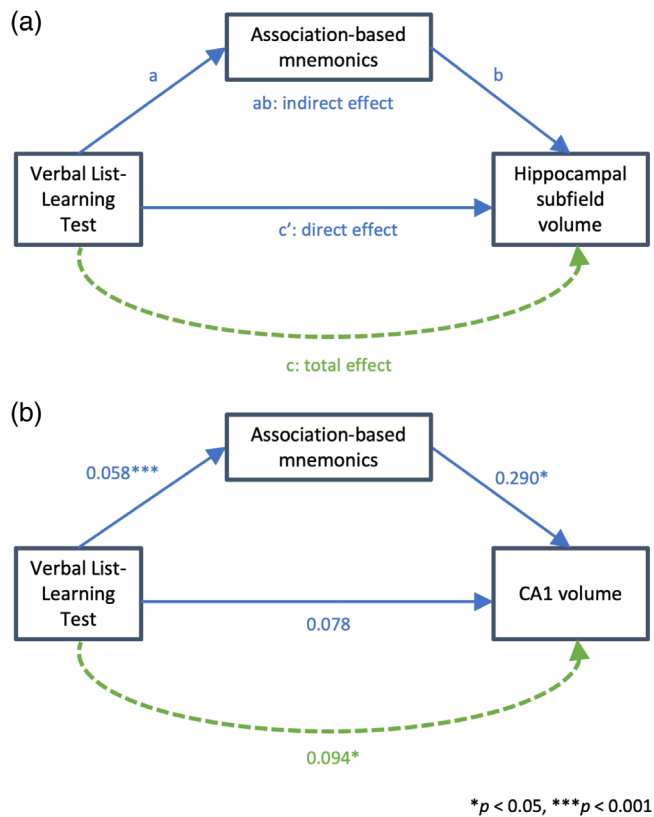 (a)
Association-based
mnemonics
a
b
ab: indirect effect
Verbal List-
Learning
Test
Hippocampal
subfield
volume
c’: direct effect
c: total effect
(b)
Association-based
mnemonics
0.058***
0.290*
Verbal List-
Learning
Test
CA1 volume
0.078
0.094*
*p < 0.05, ***p < 0.001